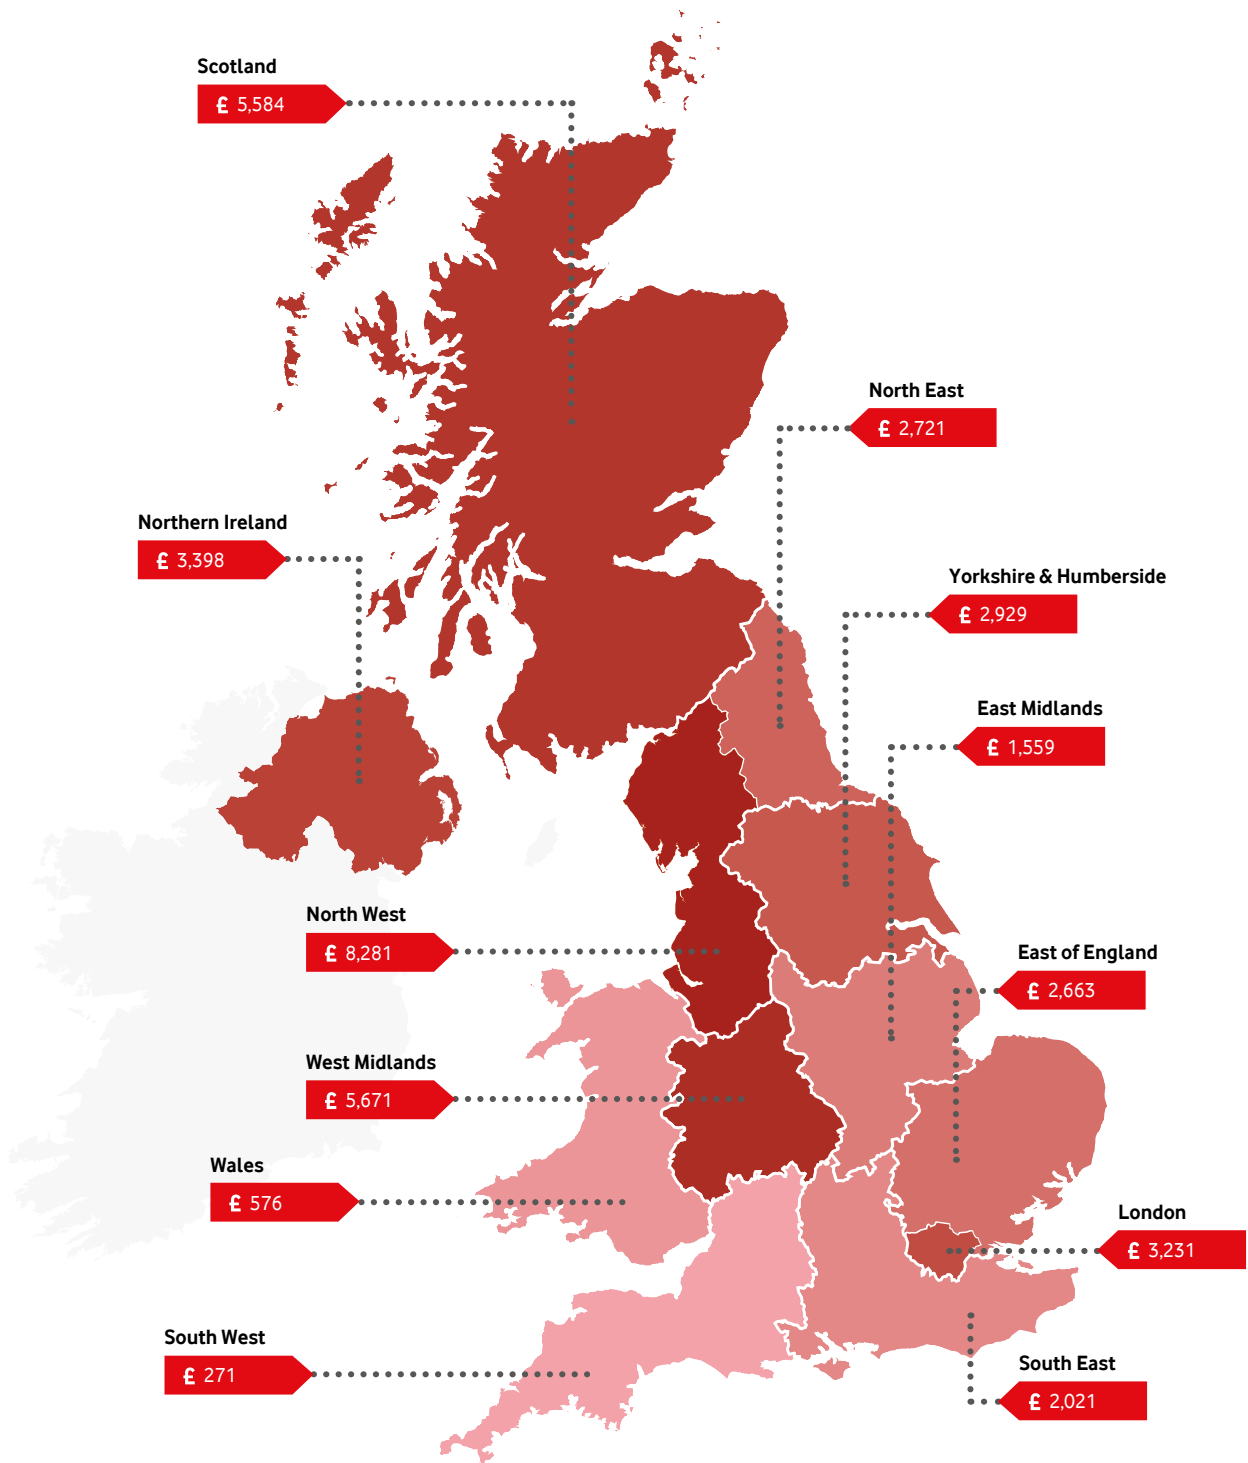 Scotland
£ 5,584
North East
£ 2,721
Northern Ireland
£ 3,398
Yorkshire & Humberside
£ 2,929
East Midlands
£ 1,559
North West
£ 8,281
East of England
£ 2,663
West Midlands
£ 5,671
Wales
£ 576
London
£ 3,231
South West
£ 271
South East
£ 2,021